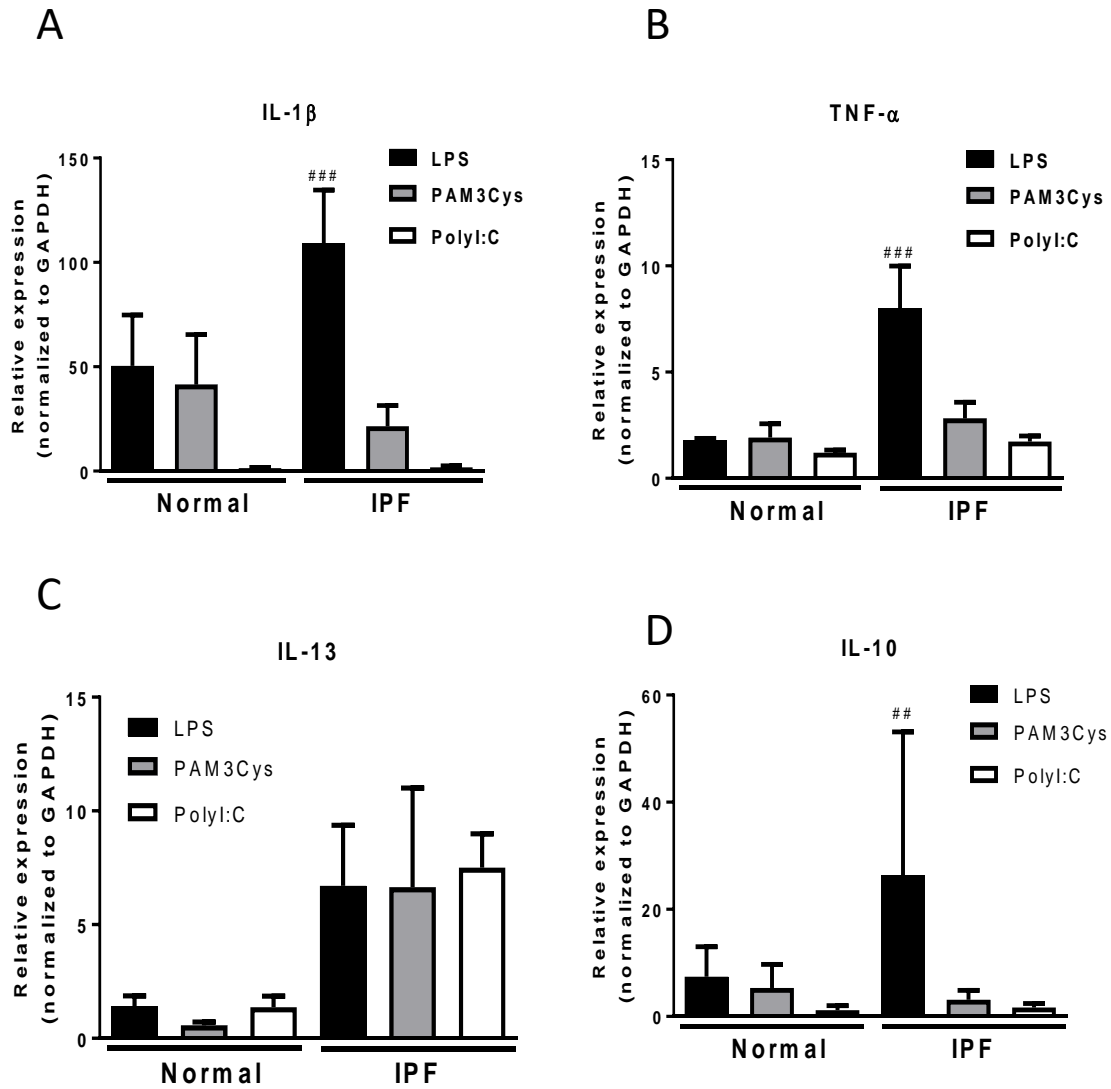 A
IL-1β
Relative expression
(normalized to GAPDH)
150
100
50
0
LPS
PAM3Cys
PolyI:C
###
Normal
IPF
B
TNF-α
Relative expression
(normalized to GAPDH)
15
10
5
0
LPS
PAM3Cys
PolyI:C
###
Normal
IPF
C
IL-13
Relative expression
(normalized to GAPDH)
15
10
5
0
LPS
PAM3Cys
PolyI:C
Normal
IPF
D
IL-10
Relative expression
(normalized to GAPDH)
60
40
20
0
LPS
PAM3Cys
PolyI:C
##
Normal
IPF